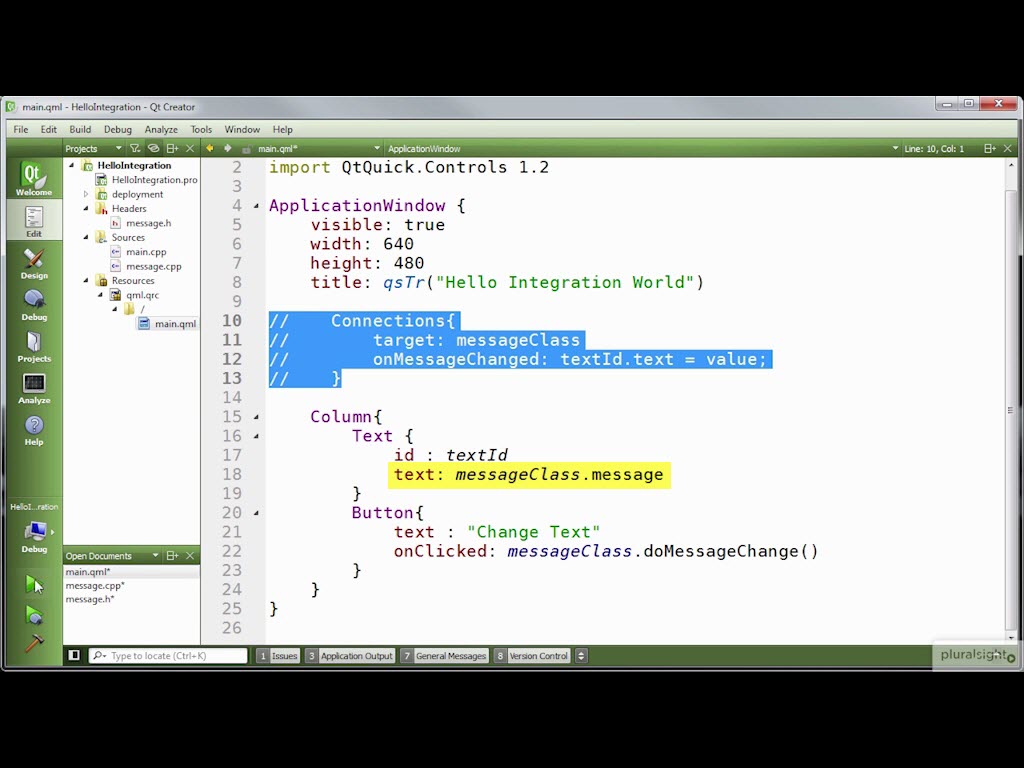 main.qml - HelloIntegration - Qt Creator
File Edit Build Debug Analyze Tools Window Help
Projects main.qml* ApplicationWindow Line: 10, Col: 1
Qt
Welcome
Edit
Design
Debug
Projects
Analyze
Help
HelloI...ration
Debug
HelloIntegration
HelloIntegration.pro
deployment
Headers
message.h
Sources
main.cpp
message.cpp
Resources
qml.qrc
/
main.qml
Open Documents
main.qml*
message.cpp*
message.h*
2 import QtQuick.Controls 1.2
3
4 ApplicationWindow {
5 visible: true
6 width: 640
7 height: 480
8 title: qsTr("Hello Integration World")
9
10 // Connections{
11 // target: messageClass
12 // onMessageChanged: textId.text = value;
13 // }
14
15 Column{
16 Text {
17 id : textId
18 text: messageClass.message
19 }
20 Button{
21 text : "Change Text"
22 onClicked: messageClass.doMessageChange()
23 }
24 }
25 }
26
Type to locate (Ctrl+K) 1 Issues 3 Application Output 7 General Messages 8 Version Control
pluralsight